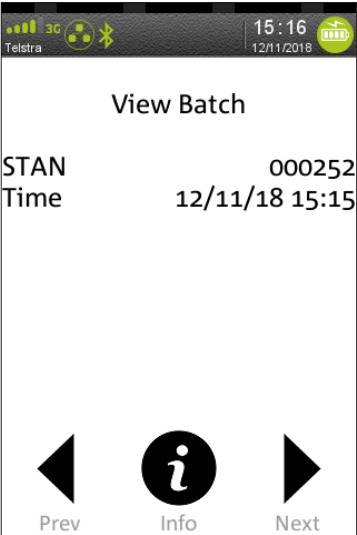 3G 15:16
Telstra 12/11/2018
View Batch
STAN 000252
Time 12/11/18 15:15
Prev Info Next